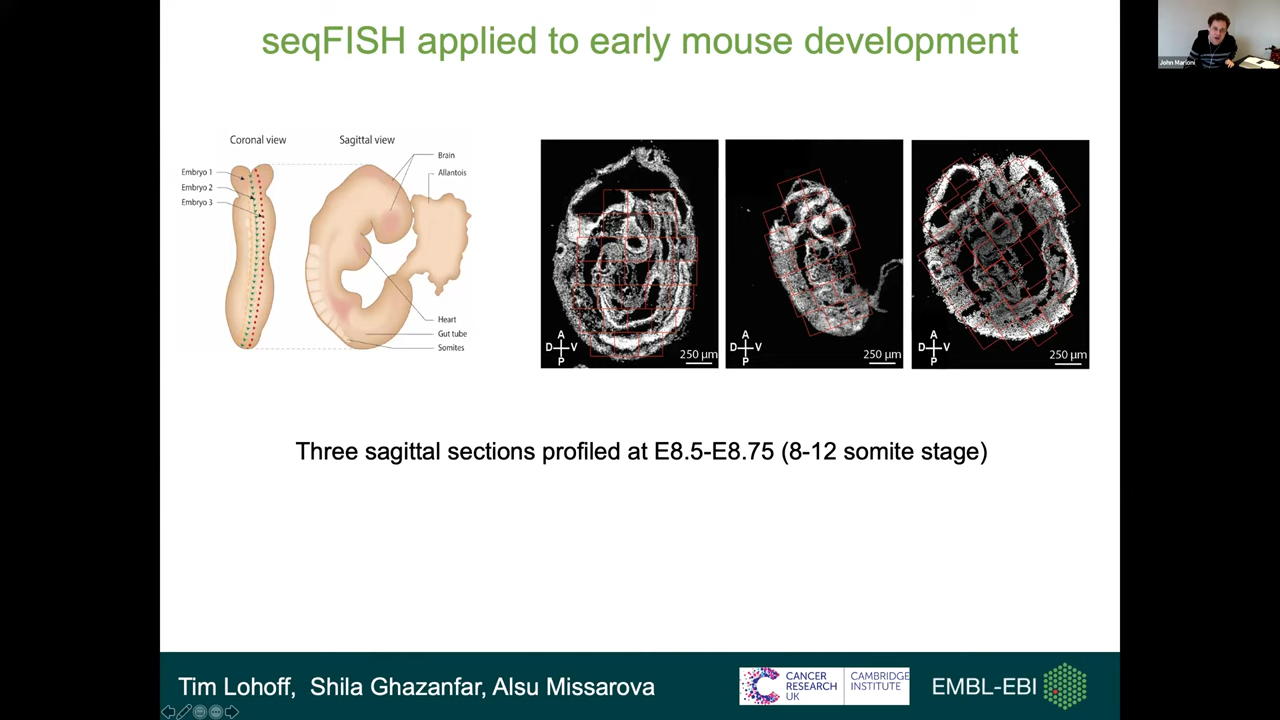 seqFISH applied to early mouse development
John Marioni
Coronal view
Sagittal view
Embryo 1
Embryo 2
Embryo 3
Brain
Allantois
Heart
Gut tube
Somites
A
D V
P
250 µm
A
D V
P
250 µm
A
D V
P
250 µm
Three sagittal sections profiled at E8.5-E8.75 (8-12 somite stage)
Tim Lohoff, Shila Ghazanfar, Alsu Missarova
CANCER
RESEARCH
UK
CAMBRIDGE
INSTITUTE
EMBL-EBI